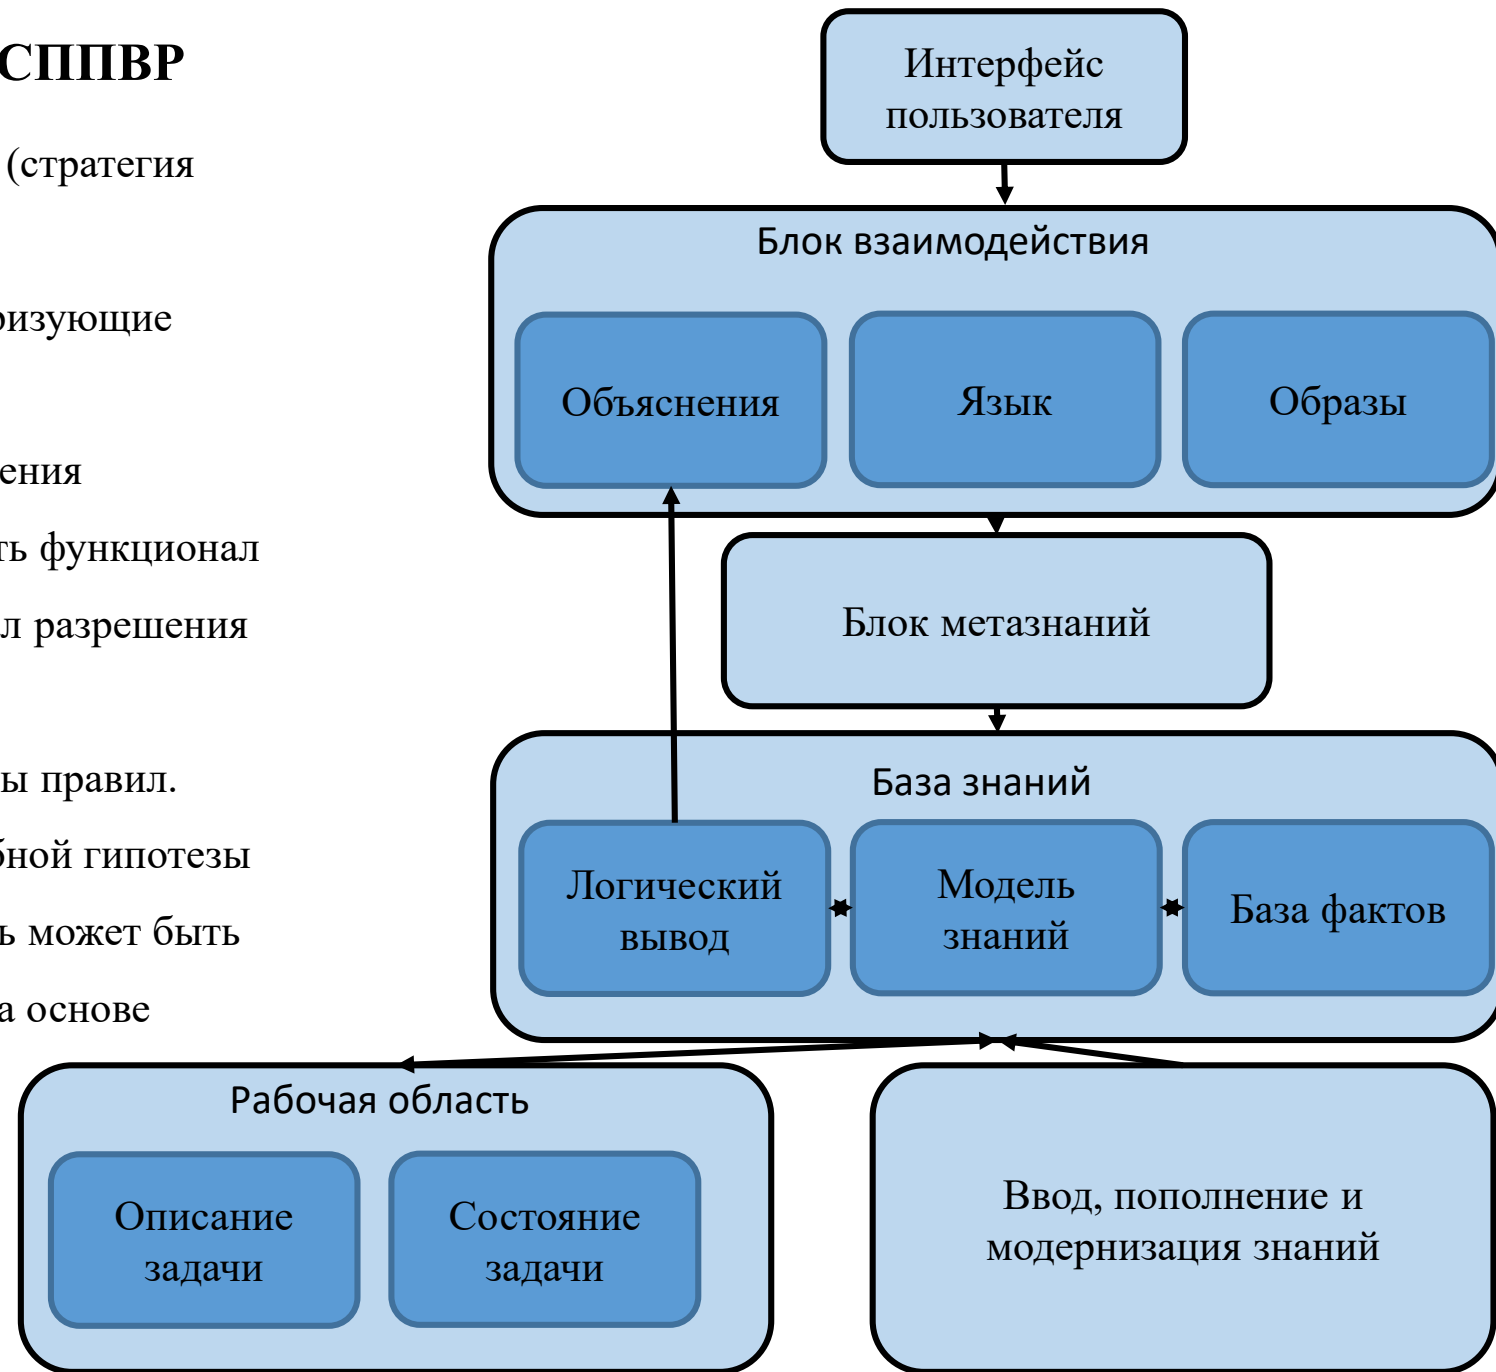 СППВР
(стратегия
ризующие
ения
ть функционал
л разрешения
ы правил.
бной гипотезы
ь может быть
а основе
Интерфейс
пользователя
Блок взаимодействия
Объяснения
Язык
Образы
Блок метазнаний
База знаний
Логический
вывод
Модель
знаний
База фактов
Рабочая область
Описание
задачи
Состояние
задачи
Ввод, пополнение и
модернизация знаний